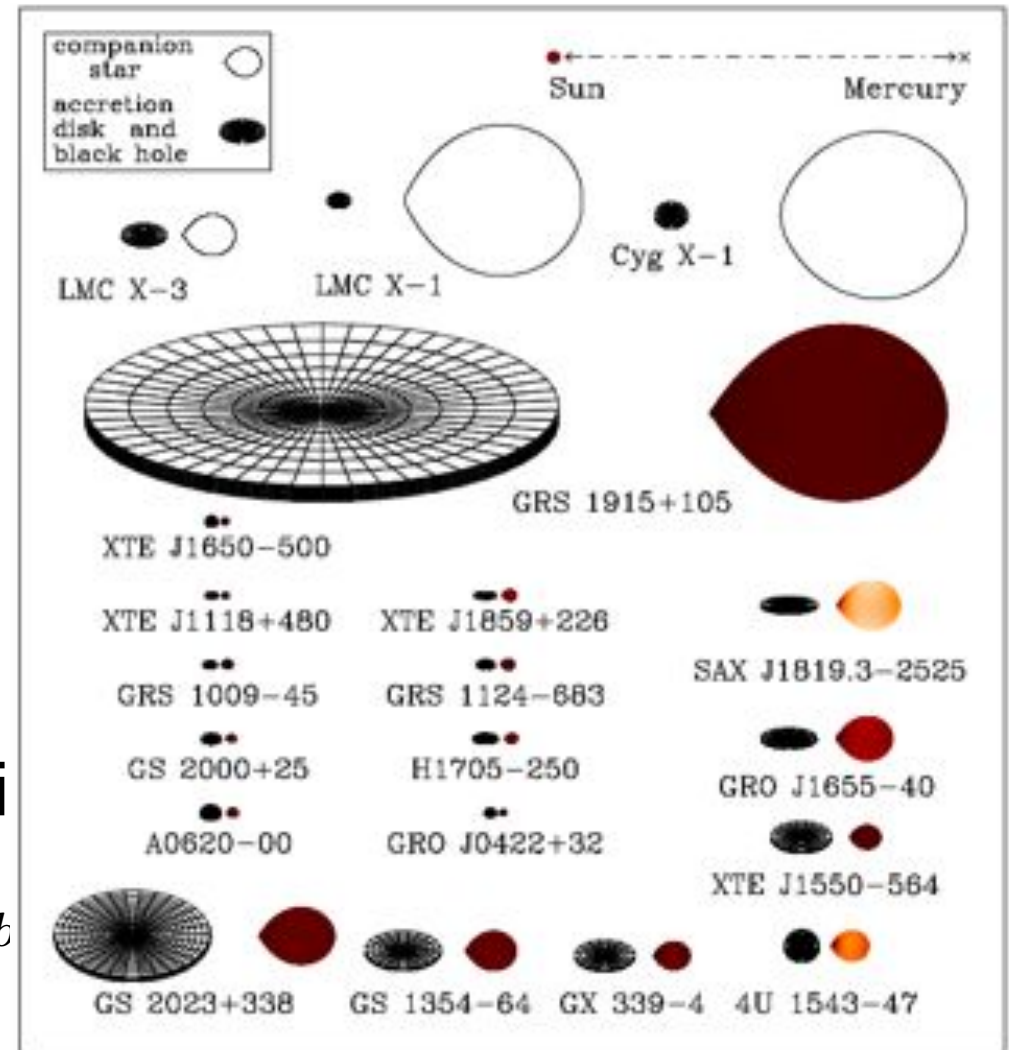 companion
star
accretion
disk and
black hole
Sun
Mercury
LMC X-3
LMC X-1
Cyg X-1
GRS 1915+105
XTE J1650-500
XTE J1118+480
XTE J1859+226
SAX J1819.3-2525
GRS 1009-45
GRS 1124-683
GS 2000+25
H1705-250
GRO J1655-40
A0620-00
GRO J0422+32
XTE J1550-564
GS 2023+338
GS 1354-64
GX 339-4
4U 1543-47